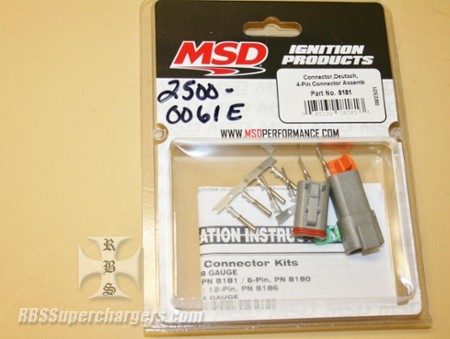 MSD
IGNITION
PRODUCTS
Connector, Deutsch,
4-Pin Connector Assemb
Part No. 8181
2500-
0061E
WWW.MSDPERFORMANCE.COM
ATION INSTRUC
Connector Kits
GAUGE
PN 8181 / 6-Pin, PN 8180
12-Pin, PN 8186
GAUGE
RBS
RBSSuperchargers.com